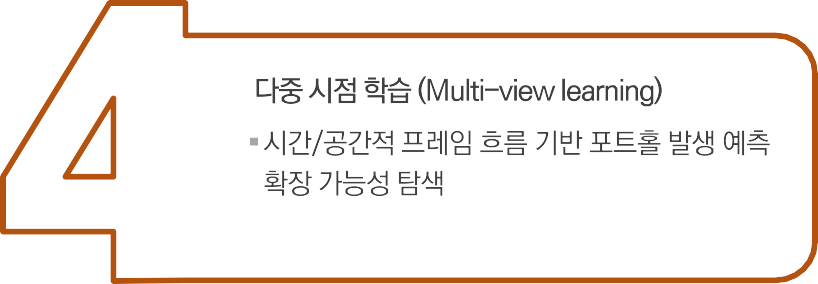 4
다중 시점 학습 (Multi-view learning)
▪시간/공간적 프레임 흐름 기반 포트홀 발생 예측
확장 가능성 탐색